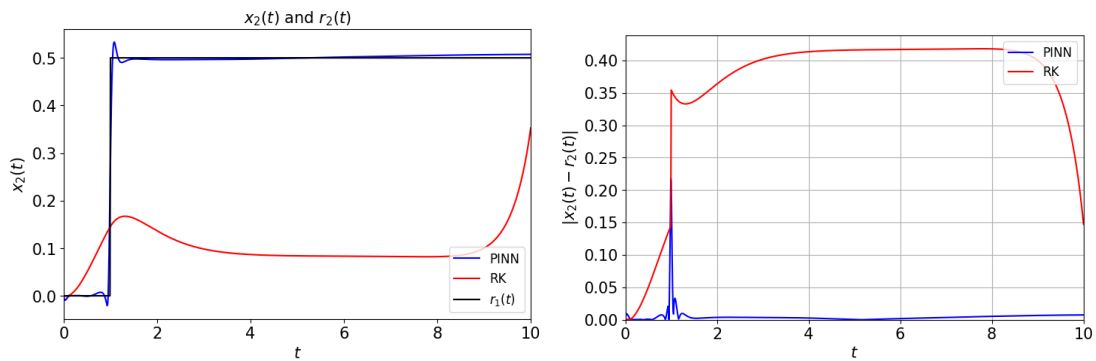 x₂(t) and r₂(t)
x₂(t)
0.5
0.4
0.3
0.2
0.1
0.0
0 2 4 6 8 10
t
PINN
RK
r₁(t)
|x₂(t) − r₂(t)|
0.40
0.35
0.30
0.25
0.20
0.15
0.10
0.05
0.00
0 2 4 6 8 10
t
PINN
RK